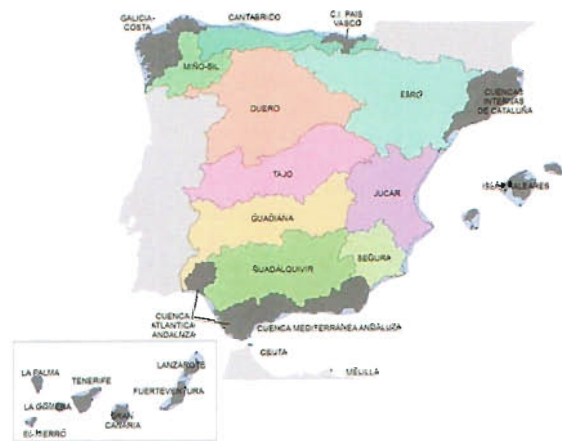 GALICIA-
COSTA
CANTABRICO
C.I. PAIS
VASCO
MIÑO-SIL
DUERO
EBRO
CUENCAS
INTERNAS
DE CATALUÑA
TAJO
JUCAR
ISLAS BALEARES
GUADIANA
SEGURA
GUADALQUIVIR
CUENCA
ATLANTICA
ANDALUZA
CUENCA MEDITERRÁNEA ANDALUZA
CEUTA
MELILLA
LA PALMA
TENERIFE
LANZAROTE
FUERTEVENTURA
LA GOMERA
GRAN
CANARIA
EL HIERRO